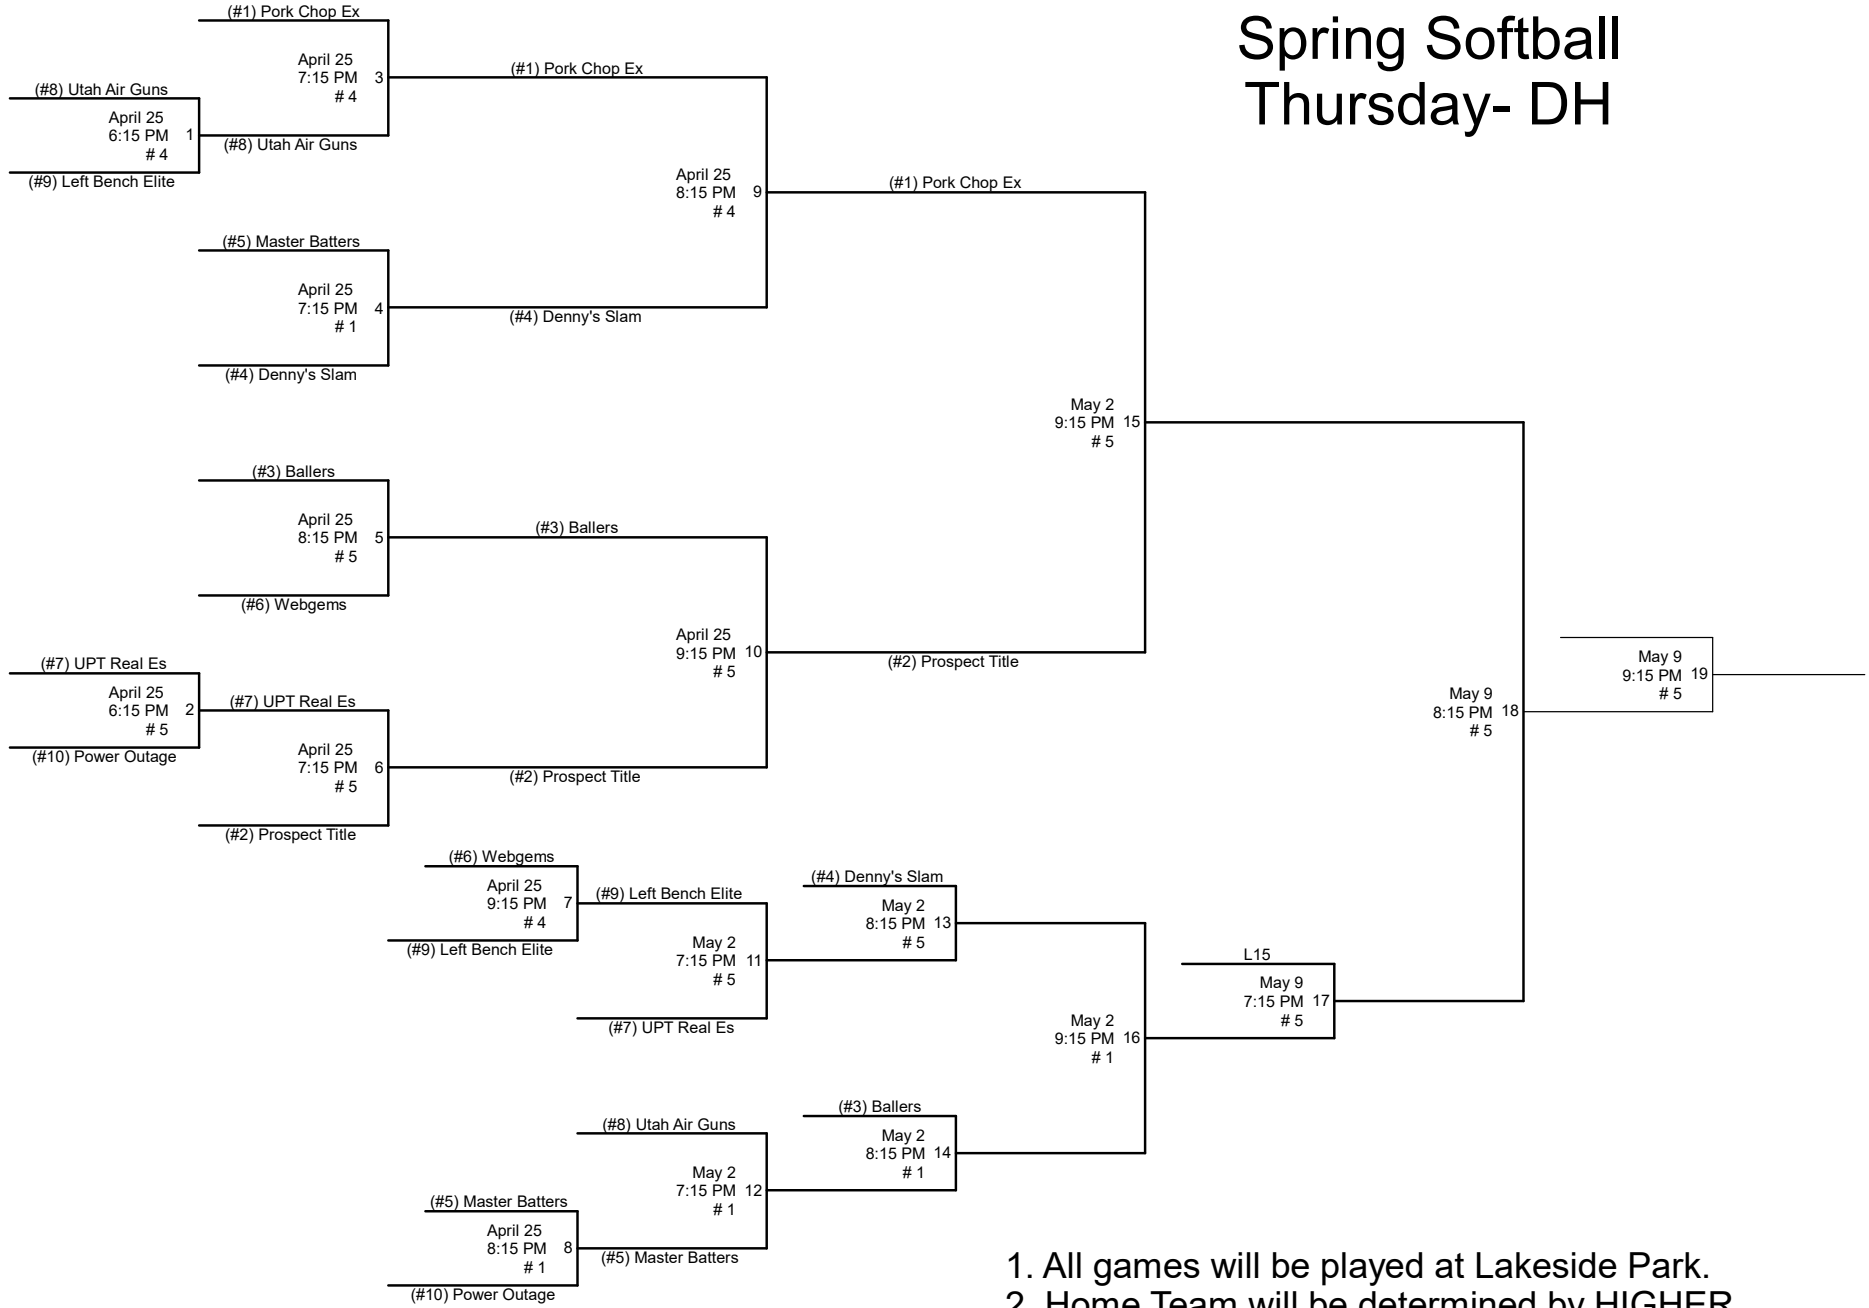 Spring Softball
Thursday- DH
(#1) Pork Chop Ex
April 25
7:15 PM 3
# 4
(#8) Utah Air Guns
April 25
6:15 PM 1
# 4
(#9) Left Bench Elite
(#8) Utah Air Guns
(#1) Pork Chop Ex
April 25
8:15 PM 9
# 4
(#1) Pork Chop Ex
(#5) Master Batters
April 25
7:15 PM 4
# 1
(#4) Denny's Slam
(#4) Denny's Slam
May 2
9:15 PM 15
# 5
(#3) Ballers
April 25
8:15 PM 5
# 5
(#6) Webgems
(#3) Ballers
April 25
9:15 PM 10
# 5
(#2) Prospect Title
(#7) UPT Real Es
April 25
6:15 PM 2
# 5
(#10) Power Outage
(#7) UPT Real Es
April 25
7:15 PM 6
# 5
(#2) Prospect Title
(#2) Prospect Title
May 9
8:15 PM 18
# 5
May 9
9:15 PM 19
# 5
(#6) Webgems
April 25
9:15 PM 7
# 4
(#9) Left Bench Elite
(#9) Left Bench Elite
May 2
7:15 PM 11
# 5
(#7) UPT Real Es
(#4) Denny's Slam
May 2
8:15 PM 13
# 5
May 2
9:15 PM 16
# 1
L15
May 9
7:15 PM 17
# 5
(#3) Ballers
May 2
8:15 PM 14
# 1
(#8) Utah Air Guns
May 2
7:15 PM 12
# 1
(#5) Master Batters
April 25
8:15 PM 8
# 1
(#10) Power Outage
(#5) Master Batters
1. All games will be played at Lakeside Park.
2. Home Team will be determined by HIGHER